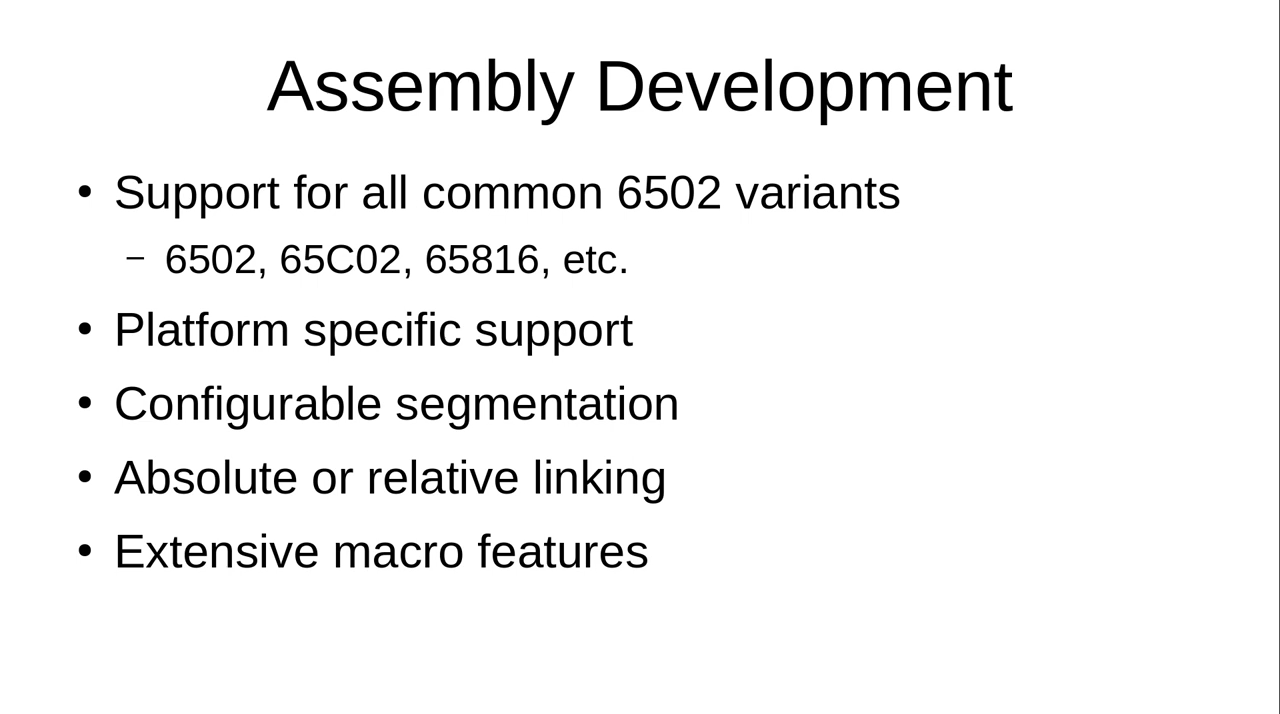 Assembly Development
• Support for all common 6502 variants
– 6502, 65C02, 65816, etc.
• Platform specific support
• Configurable segmentation
• Absolute or relative linking
• Extensive macro features